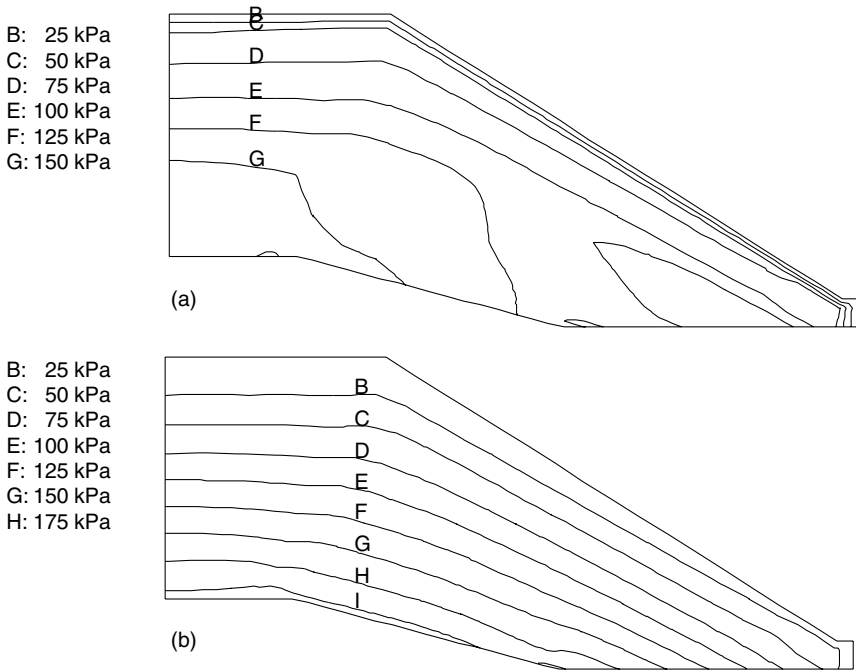 B: 25 kPa
C: 50 kPa
D: 75 kPa
E: 100 kPa
F: 125 kPa
G: 150 kPa
B
C
D
E
F
G
(a)
B: 25 kPa
C: 50 kPa
D: 75 kPa
E: 100 kPa
F: 125 kPa
G: 150 kPa
H: 175 kPa
B
C
D
E
F
G
H
I
(b)